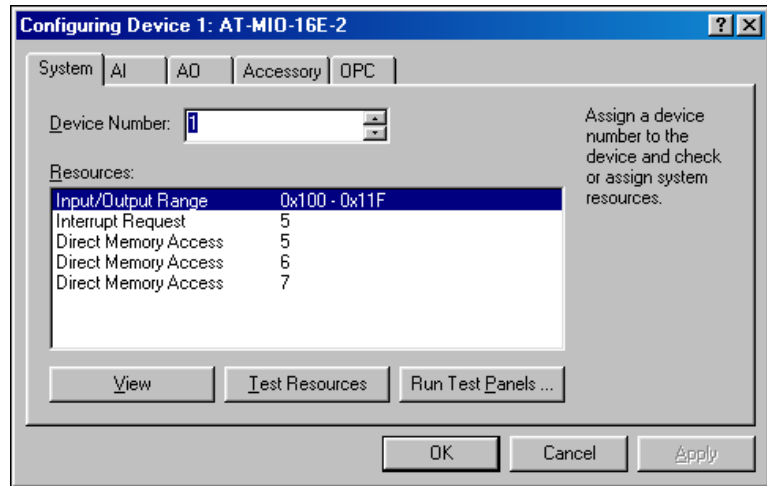 Configuring Device 1: AT-MIO-16E-2
System AI AO Accessory OPC
Device Number: 1
Assign a device
number to the
device and check
or assign system
resources.
Resources:
Input/Output Range 0x100 - 0x11F
Interrupt Request 5
Direct Memory Access 5
Direct Memory Access 6
Direct Memory Access 7
View Test Resources Run Test Panels ...
OK Cancel Apply